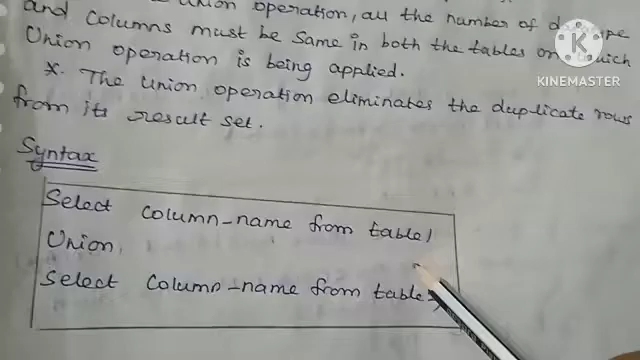 union operation, all the number of
and columns must be same in both the tables on which
Union operation is being applied.
* The Union operation eliminates the duplicate rows
from its result set.
Syntax
Select column-name from table1
Union
Select column-name from table
KINEMASTER